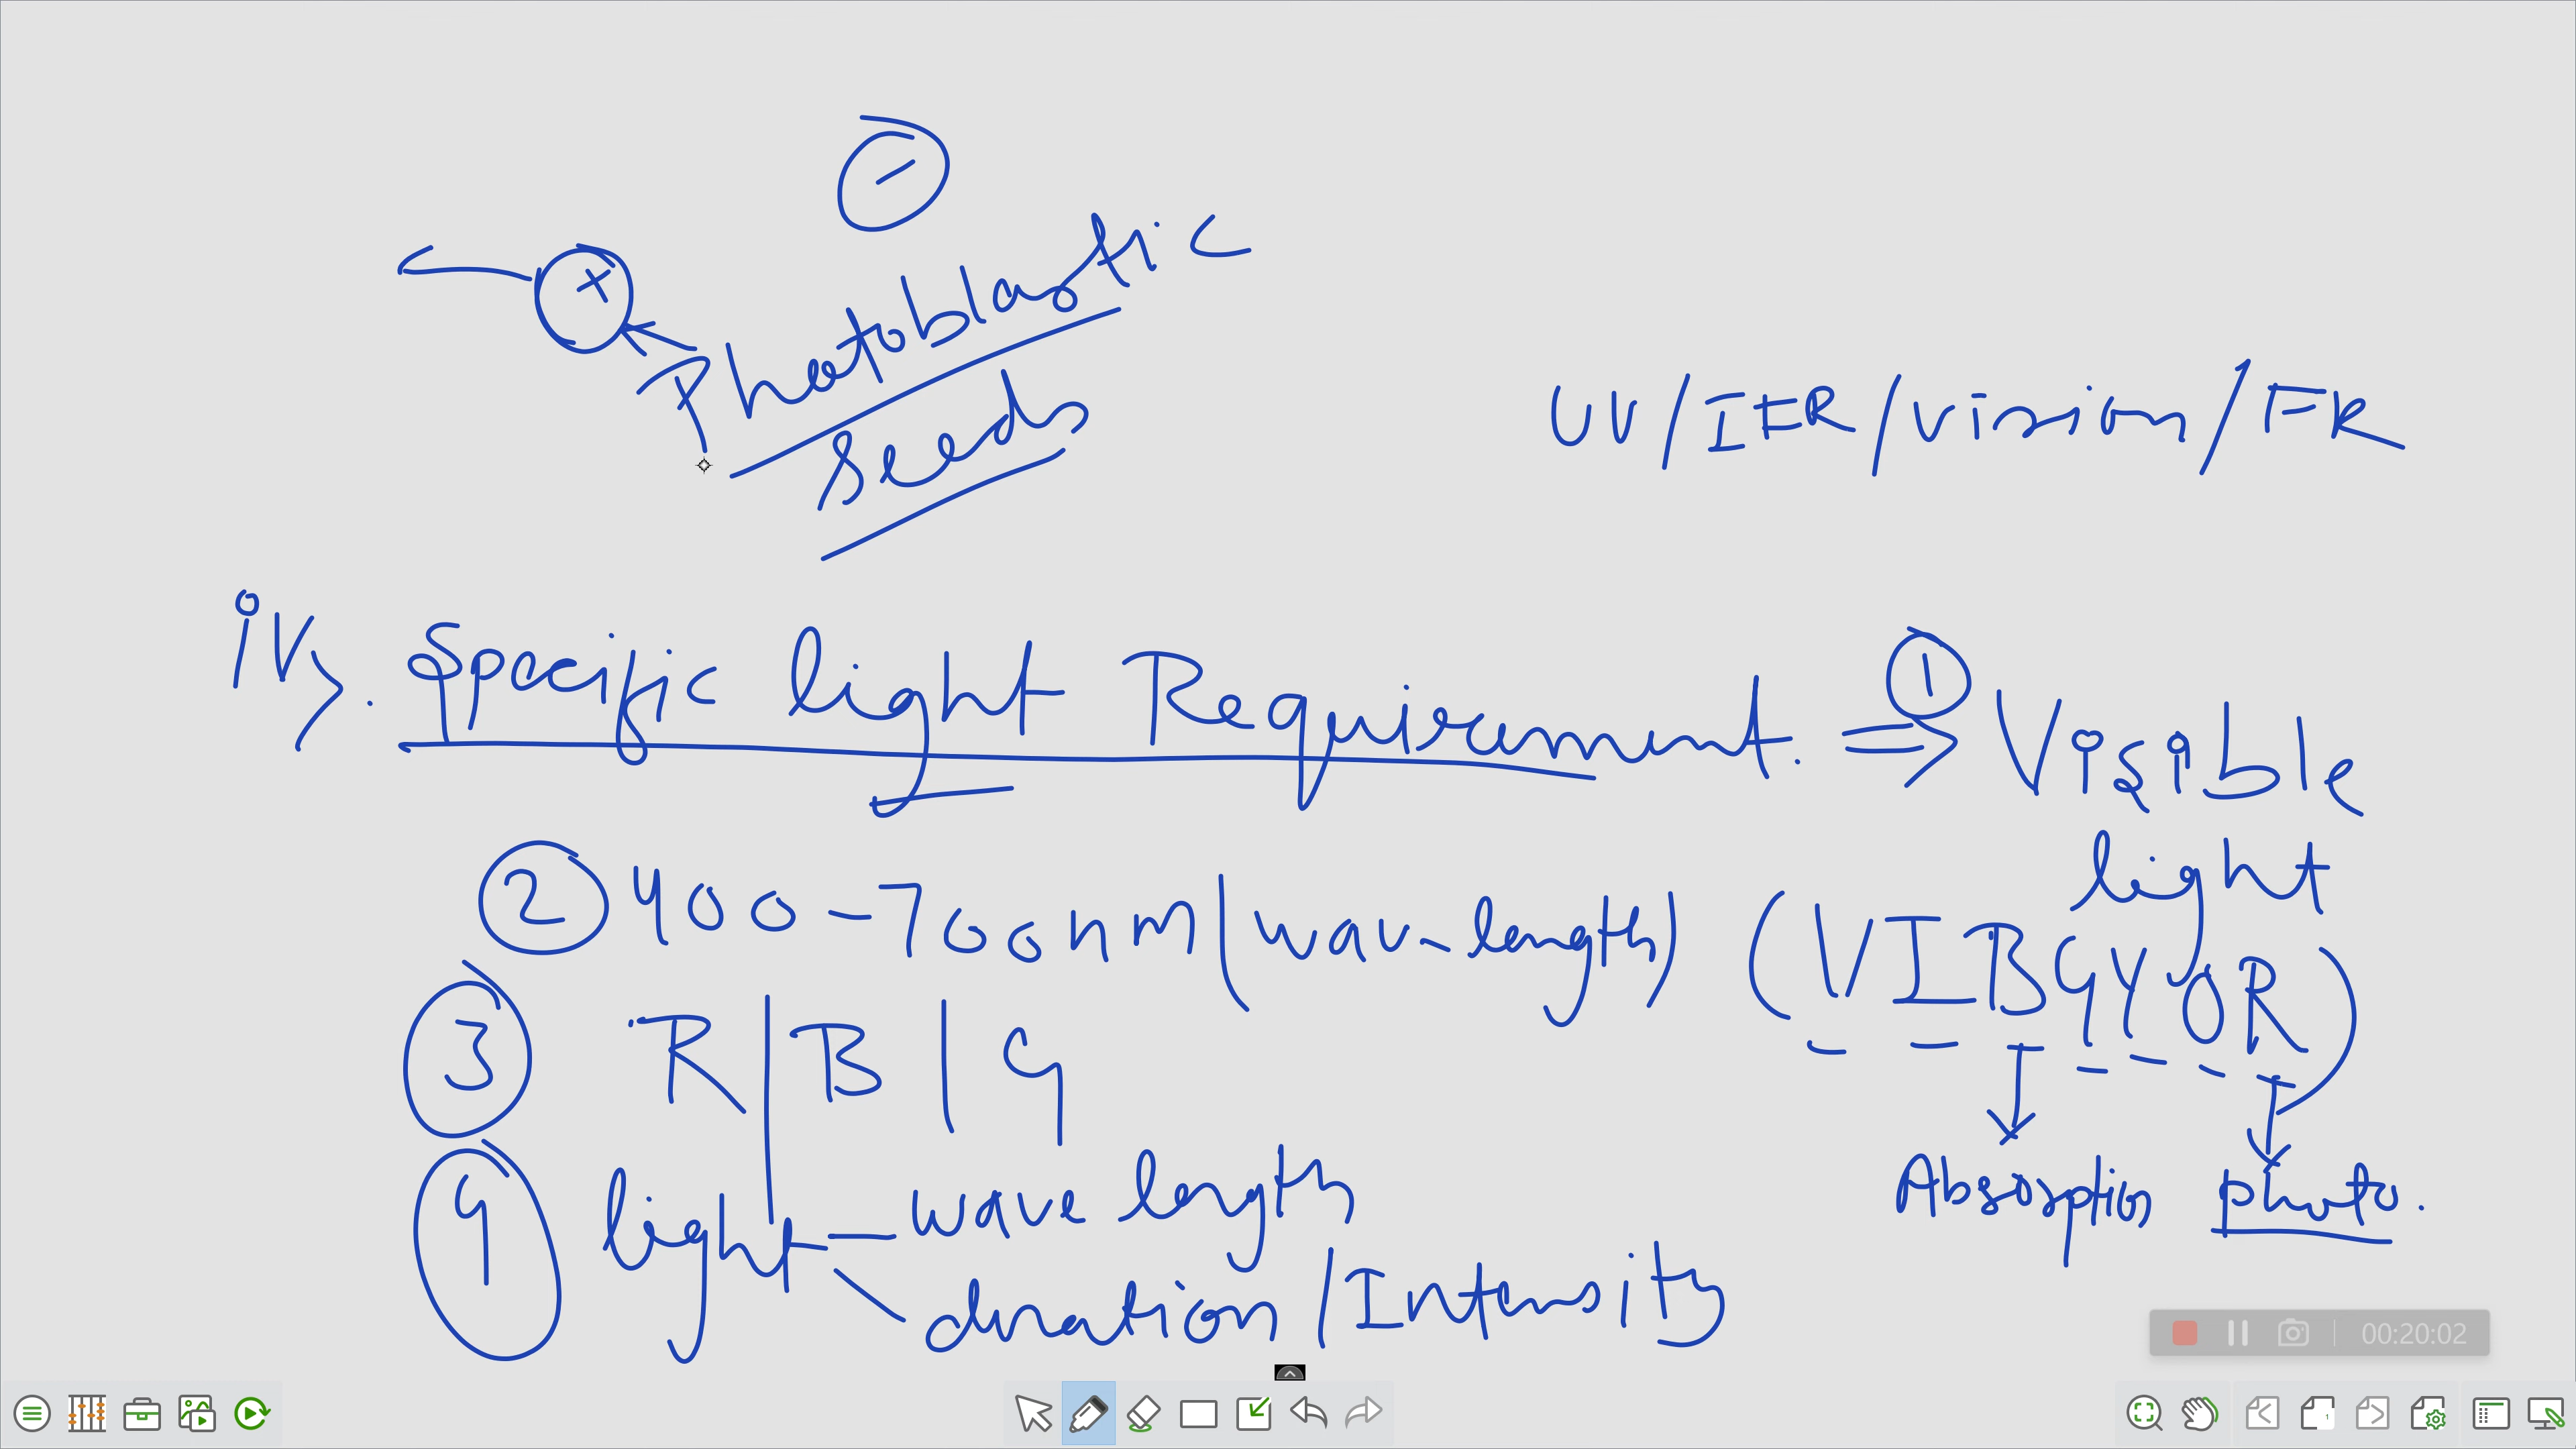 −
+
Photoblastic
Seeds
UV/IFR/Vision/FR
iv). Specific light Requirement. ⇒ ① Visible
light
② 400-700nm (wave-length) (VIBGYOR)
③ R | B | G
Absorption photo.
④ light — wave length
duration / Intensity
00:20:02
1